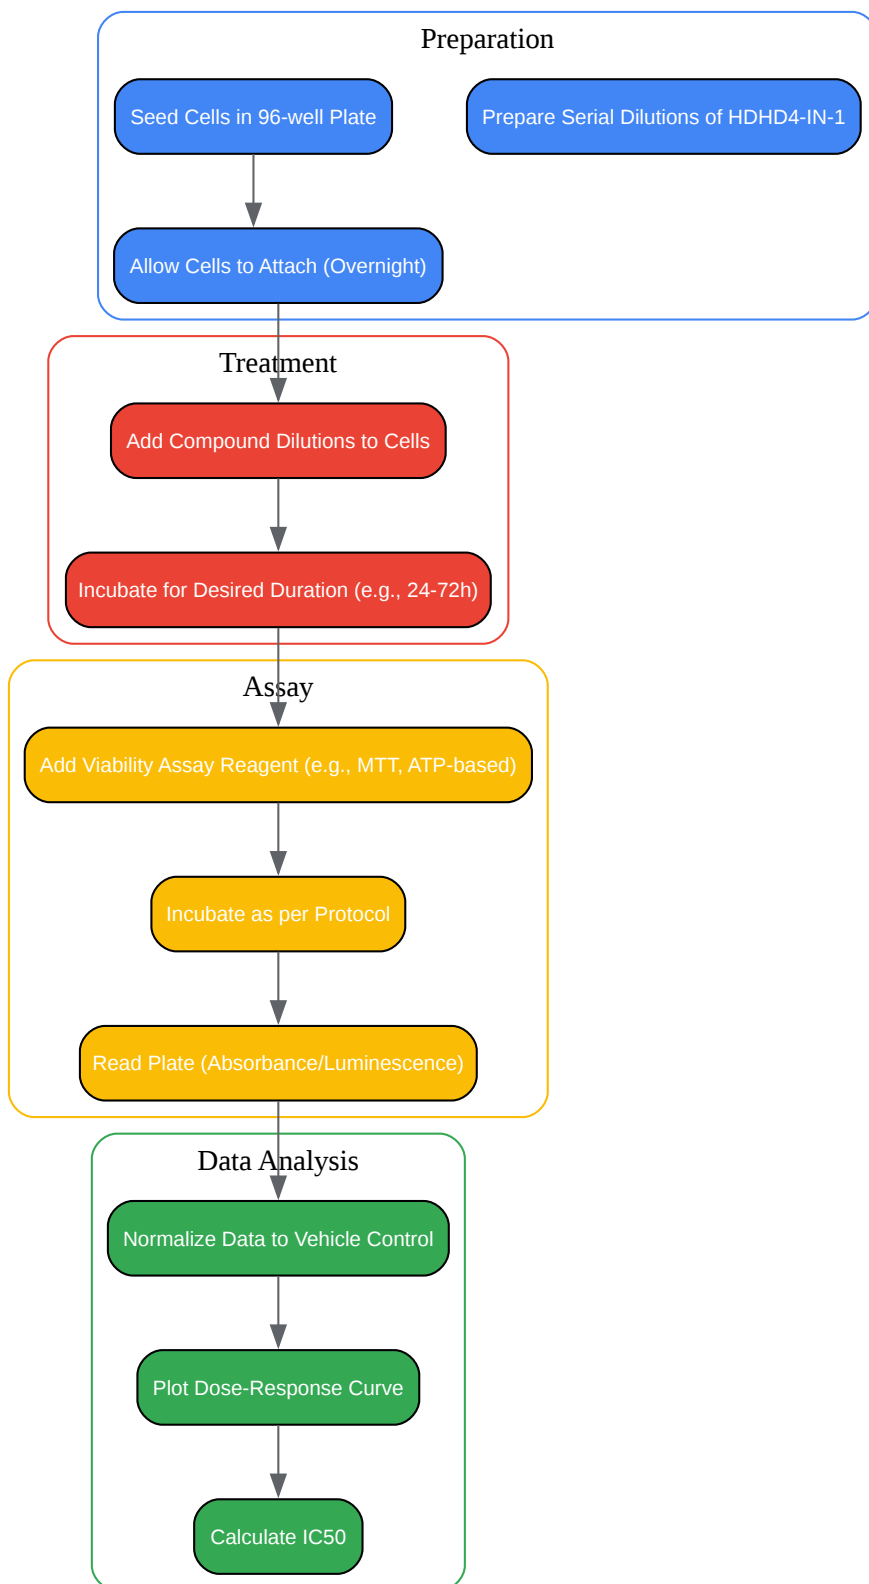 Preparation
Seed Cells in 96-well Plate
Prepare Serial Dilutions of HDHD4-IN-1
Allow Cells to Attach (Overnight)
Treatment
Add Compound Dilutions to Cells
Incubate for Desired Duration (e.g., 24-72h)
Assay
Add Viability Assay Reagent (e.g., MTT, ATP-based)
Incubate as per Protocol
Read Plate (Absorbance/Luminescence)
Data Analysis
Normalize Data to Vehicle Control
Plot Dose-Response Curve
Calculate IC50